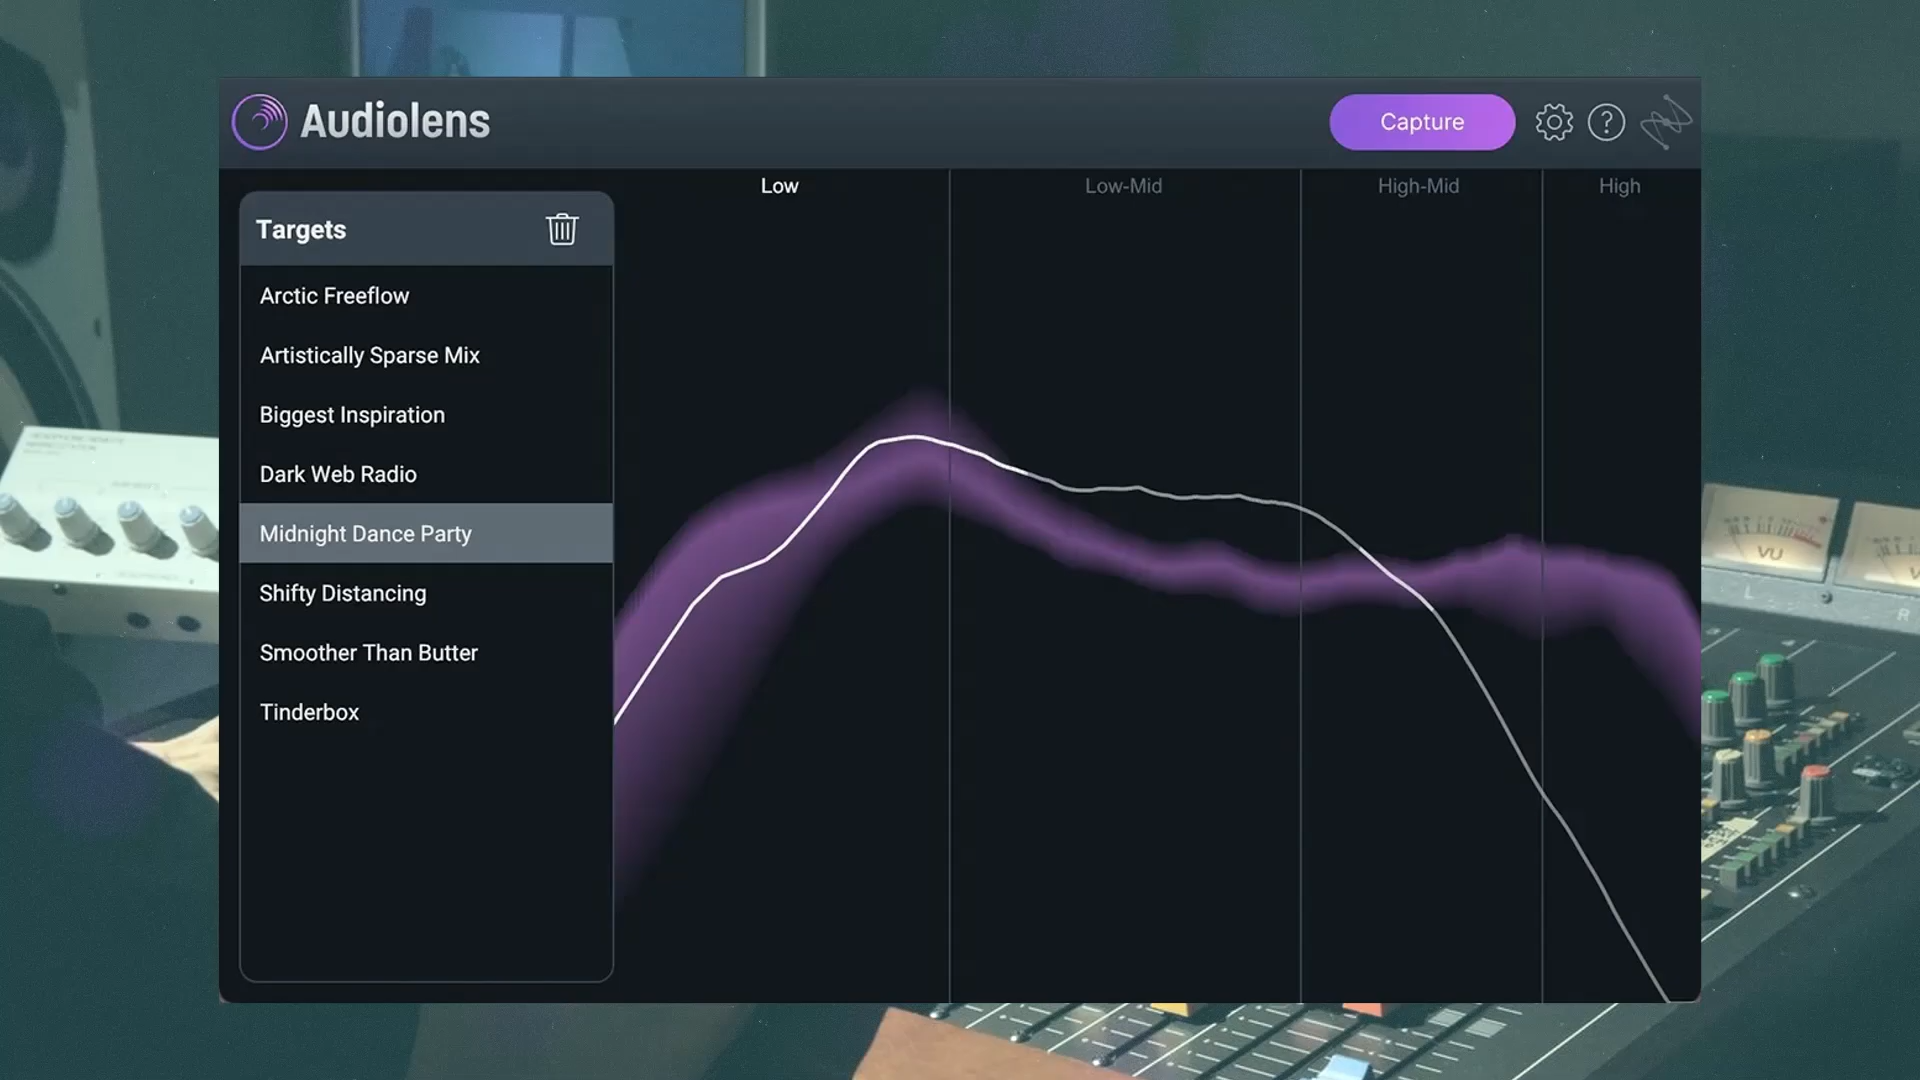 Audiolens
Capture
?
Low
Low-Mid
High-Mid
High
Targets
Arctic Freeflow
Artistically Sparse Mix
Biggest Inspiration
Dark Web Radio
Midnight Dance Party
Shifty Distancing
Smoother Than Butter
Tinderbox
VU
L
R